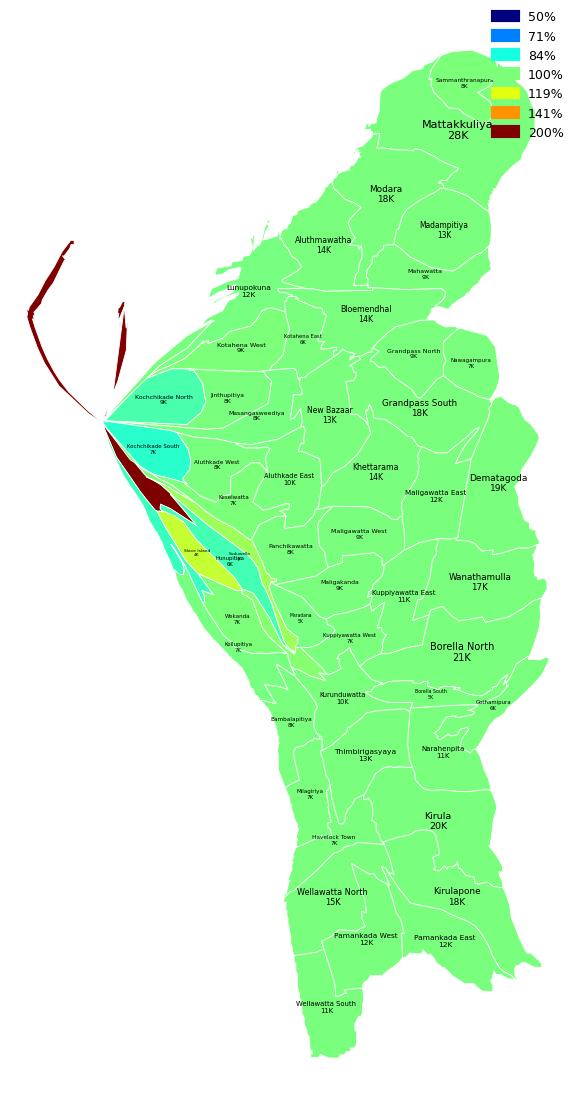 50%
71%
84%
100%
119%
141%
200%
Sammanthranapura
8K
Mattakkuliya
28K
Modara
18K
Madampitiya
13K
Aluthmawatha
14K
Mahawatta
9K
Lunupokuna
12K
Bloemendhal
14K
Kotahena East
6K
Kotahena West
9K
Grandpass North
9K
Nawagampura
7K
Kochchikade North
9K
Jinthupitiya
8K
Masangasweediya
8K
New Bazaar
13K
Grandpass South
18K
Kochchikade South
7K
Aluthkade West
8K
Aluthkade East
10K
Khettarama
14K
Dematagoda
19K
Keselwatta
7K
Maligawatta East
12K
Maligawatta West
9K
Panchikawatta
8K
Slave Island
4K
Hunupitiya
6K
Maligakanda
9K
Wanathamulla
17K
Kuppiyawatta East
11K
Wekanda
7K
Maradana
5K
Kuppiyawatta West
7K
Kollupitiya
7K
Borella North
21K
Kurunduwatta
10K
Borella South
5K
Gothamipura
6K
Bambalapitiya
8K
Thimbirigasyaya
13K
Narahenpita
11K
Milagiriya
7K
Kirula
20K
Havelock Town
7K
Wellawatta North
15K
Kirulapone
18K
Pamankada West
12K
Pamankada East
12K
Wellawatta South
11K